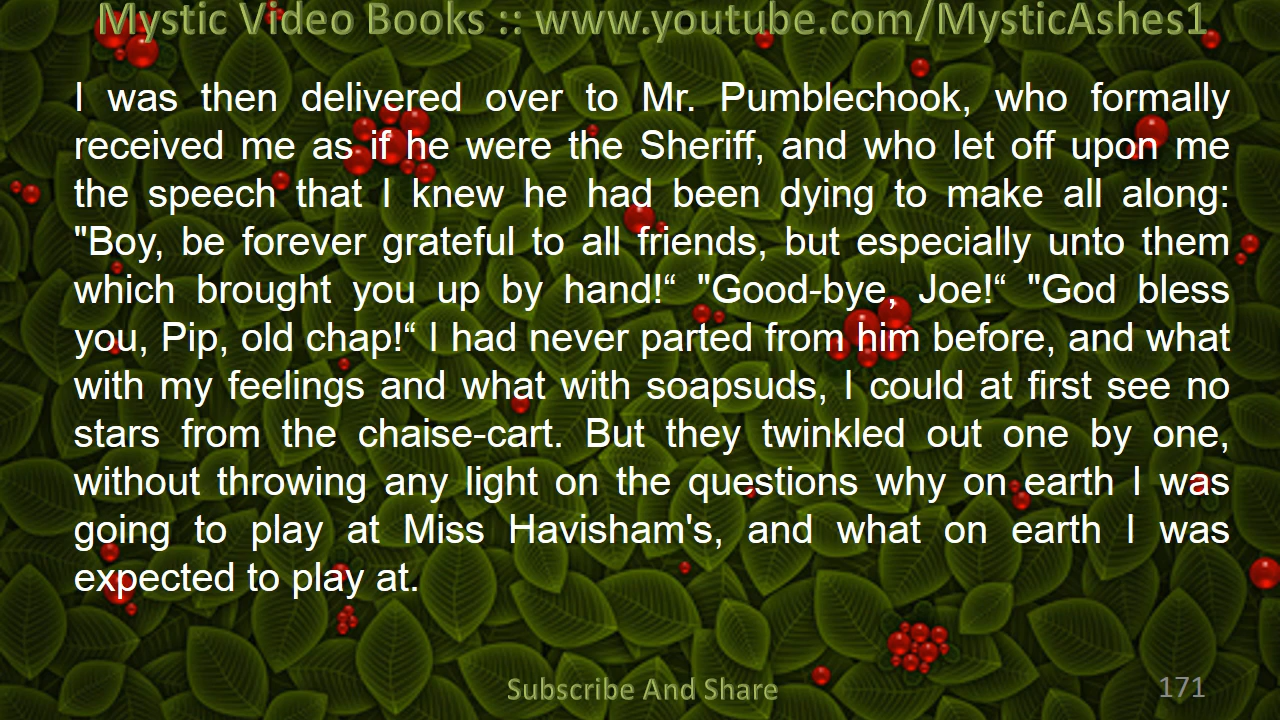 Mystic Video Books :: www.youtube.com/MysticAshes1
I was then delivered over to Mr. Pumblechook, who formally
received me as if he were the Sheriff, and who let off upon me
the speech that I knew he had been dying to make all along:
"Boy, be forever grateful to all friends, but especially unto them
which brought you up by hand!“ "Good-bye, Joe!“ "God bless
you, Pip, old chap!“ I had never parted from him before, and what
with my feelings and what with soapsuds, I could at first see no
stars from the chaise-cart. But they twinkled out one by one,
without throwing any light on the questions why on earth I was
going to play at Miss Havisham's, and what on earth I was
expected to play at.
Subscribe And Share
171